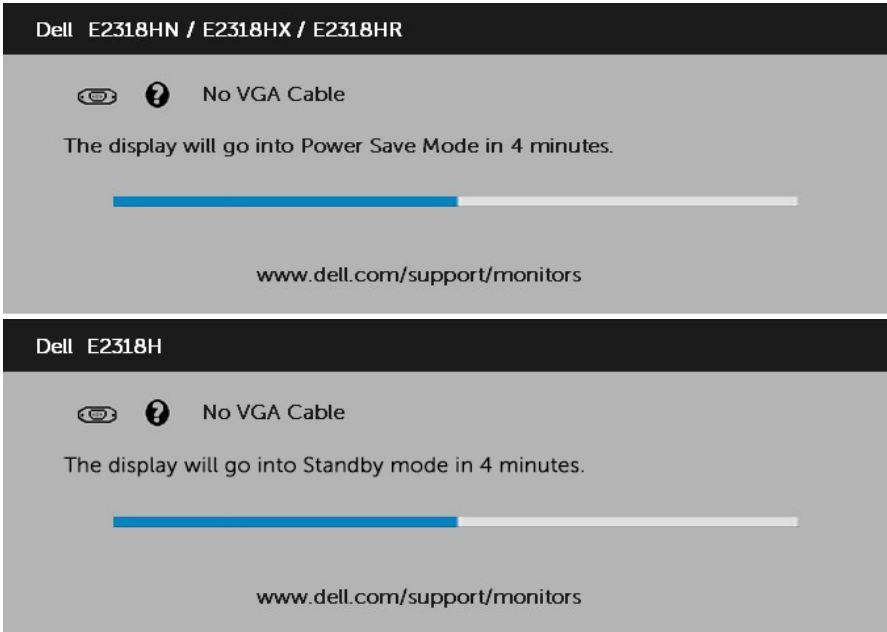 Dell E2318HN / E2318HX / E2318HR
No VGA Cable
The display will go into Power Save Mode in 4 minutes.
www.dell.com/support/monitors
Dell E2318H
No VGA Cable
The display will go into Standby mode in 4 minutes.
www.dell.com/support/monitors